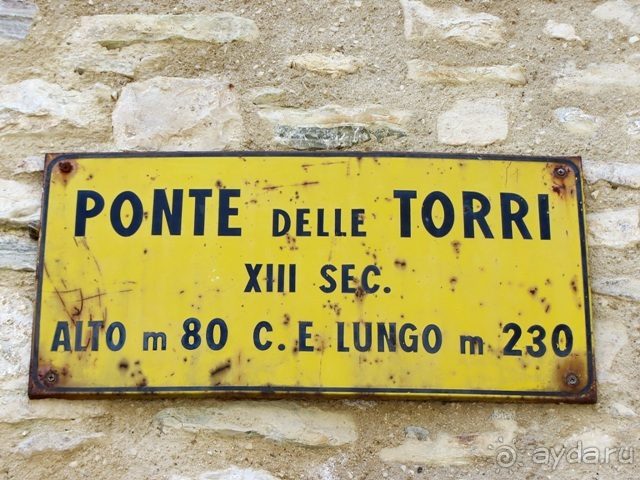 PONTE DELLE TORRI
XIII SEC.
ALTO m 80 C. E LUNGO m 230
ayda.ru